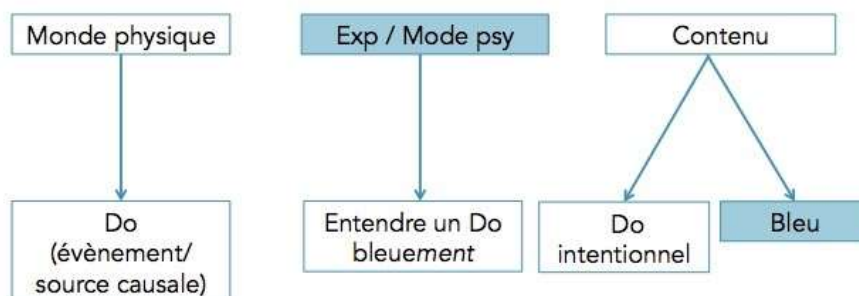 Monde physique
Exp / Mode psy
Contenu
Do
(évènement/
source causale)
Entendre un Do
bleuement
Do
intentionnel
Bleu